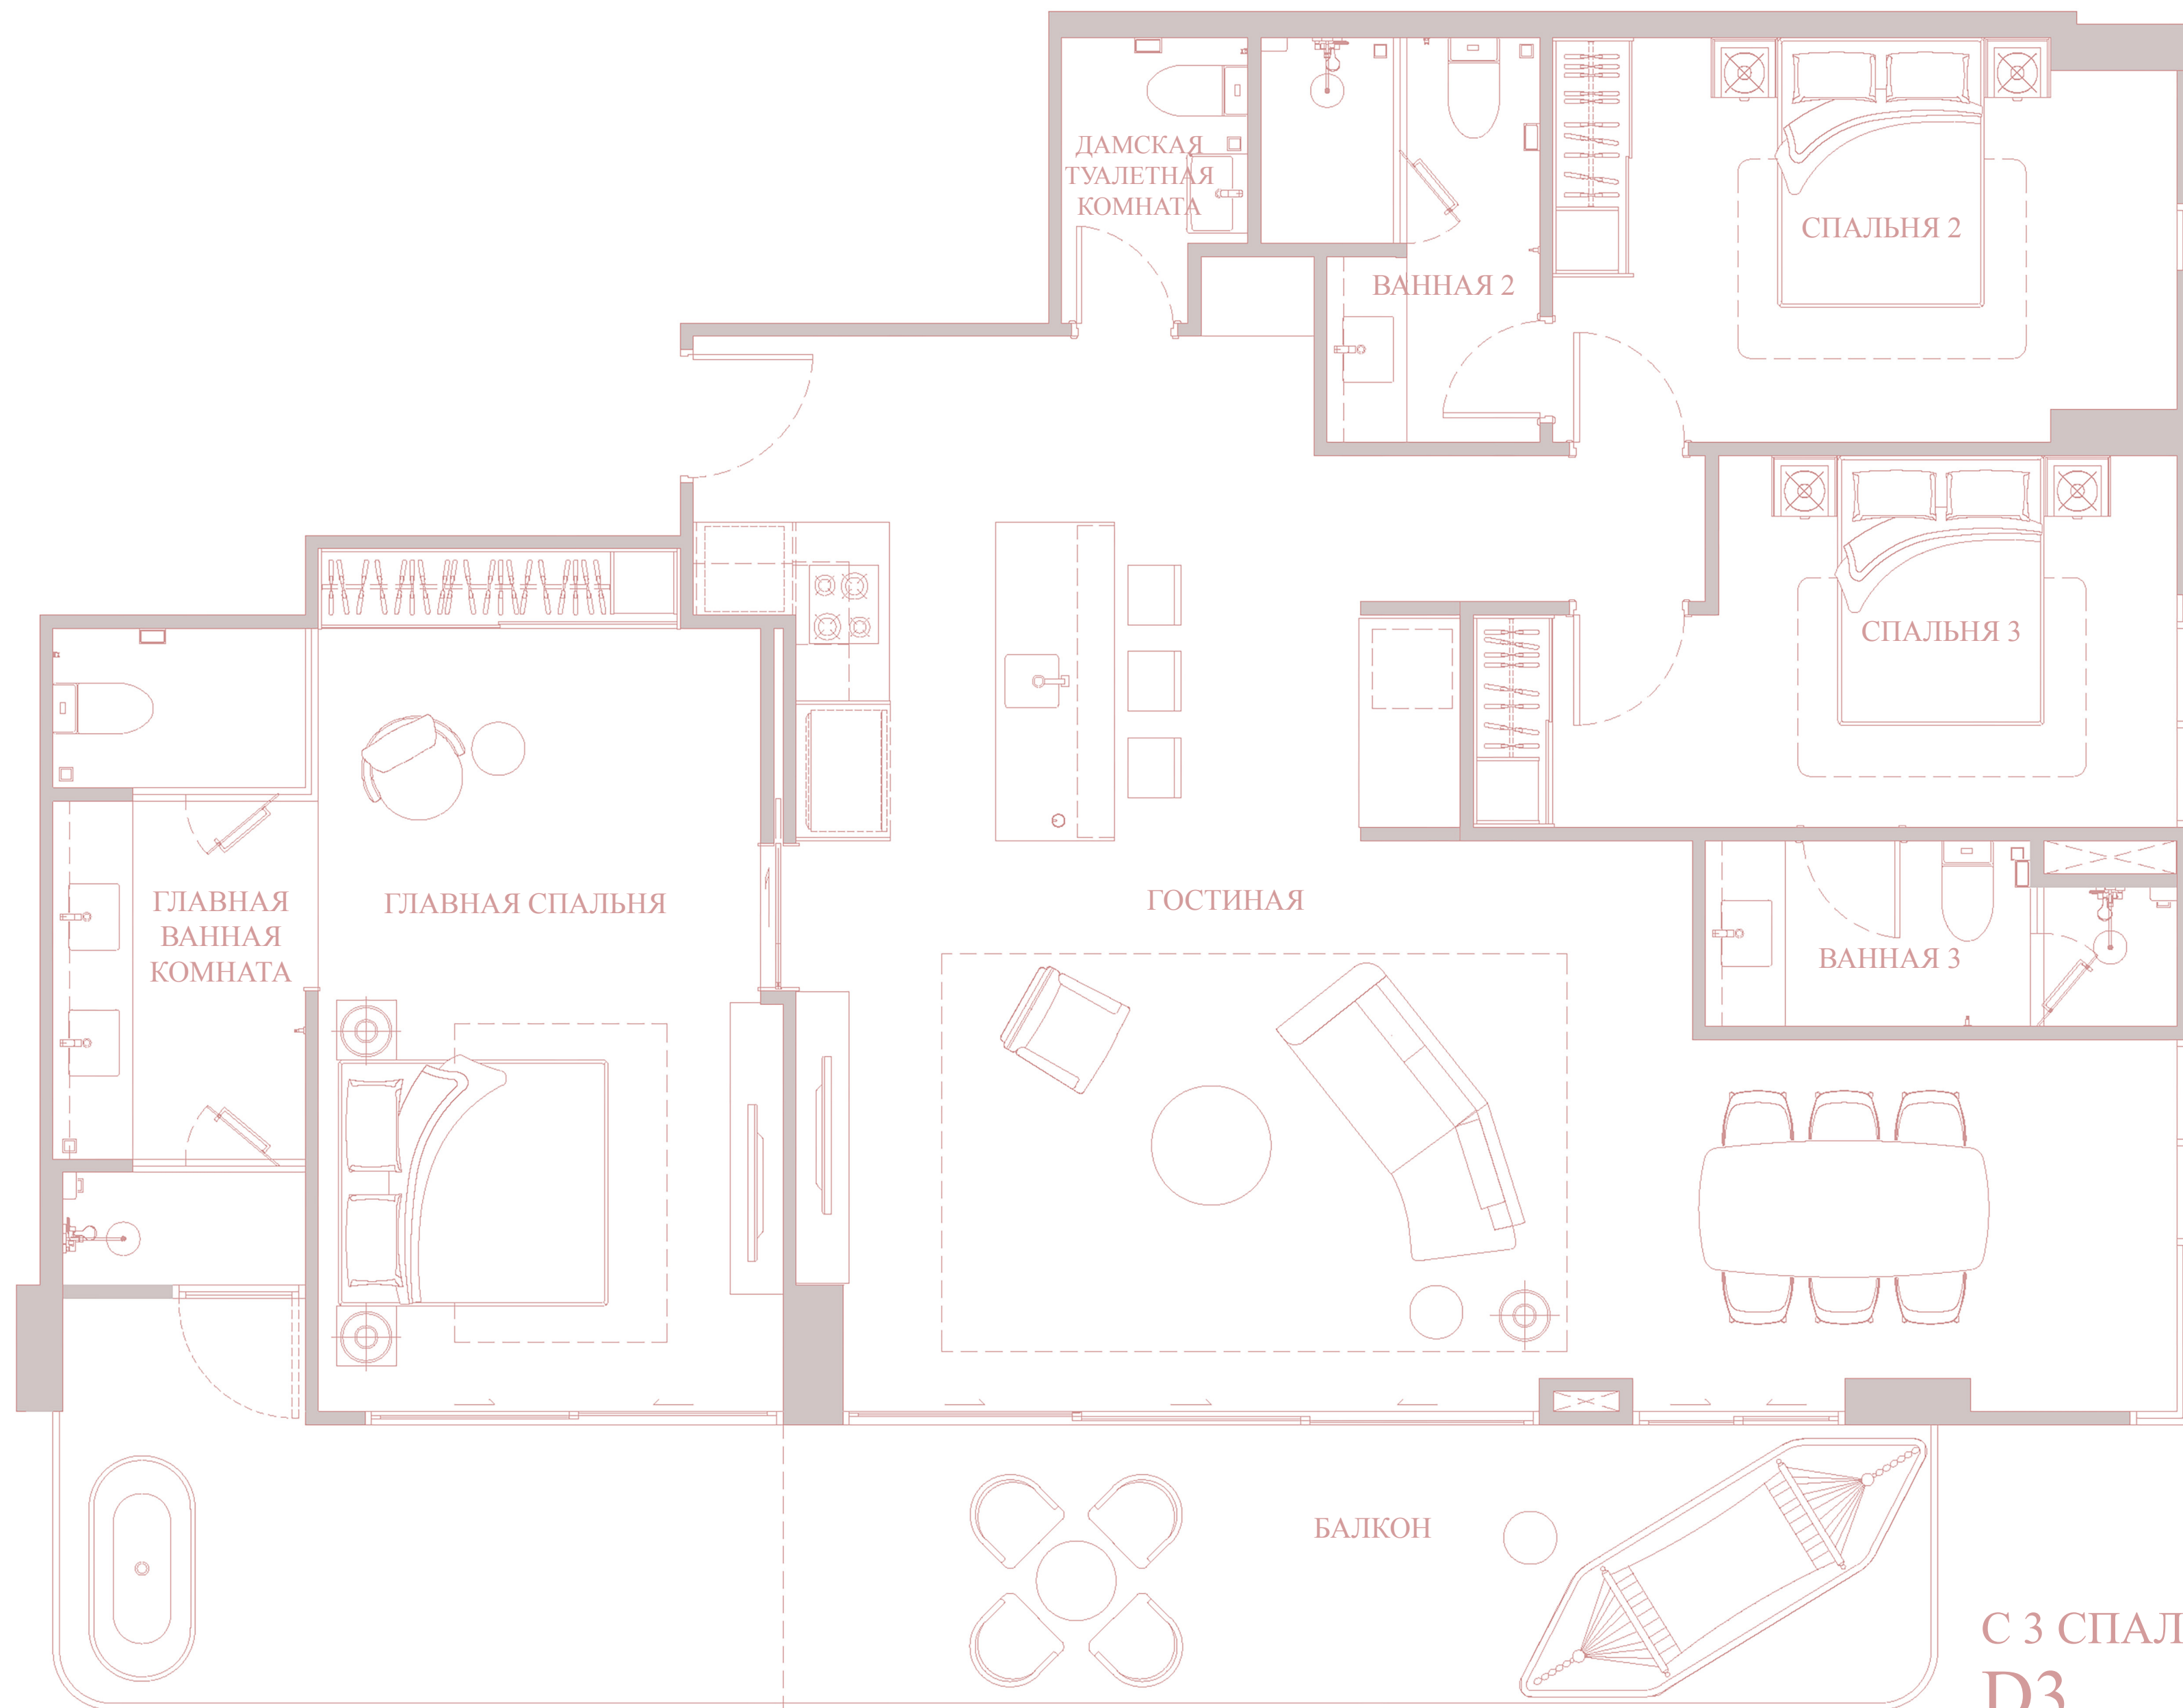 ДАМСКАЯ
ТУАЛЕТНАЯ
КОМНАТА
ВАННАЯ 2
СПАЛЬНЯ 2
СПАЛЬНЯ 3
ГЛАВНАЯ
ВАННАЯ
КОМНАТА
ГЛАВНАЯ СПАЛЬНЯ
ГОСТИНАЯ
ВАННАЯ 3
БАЛКОН
С 3 СПАЛ
D3